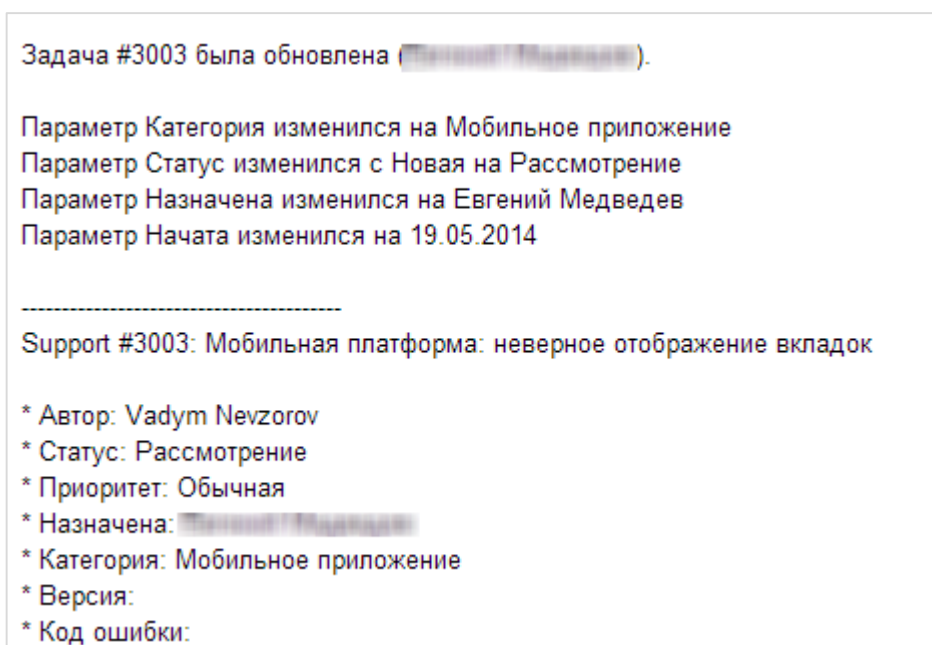 Задача #3003 была обновлена ( ).
Параметр Категория изменился на Мобильное приложение
Параметр Статус изменился с Новая на Рассмотрение
Параметр Назначена изменился на Евгений Медведев
Параметр Начата изменился на 19.05.2014
----------------------------------------
Support #3003: Мобильная платформа: неверное отображение вкладок
* Автор: Vadym Nevzorov
* Статус: Рассмотрение
* Приоритет: Обычная
* Назначена:
* Категория: Мобильное приложение
* Версия:
* Код ошибки: